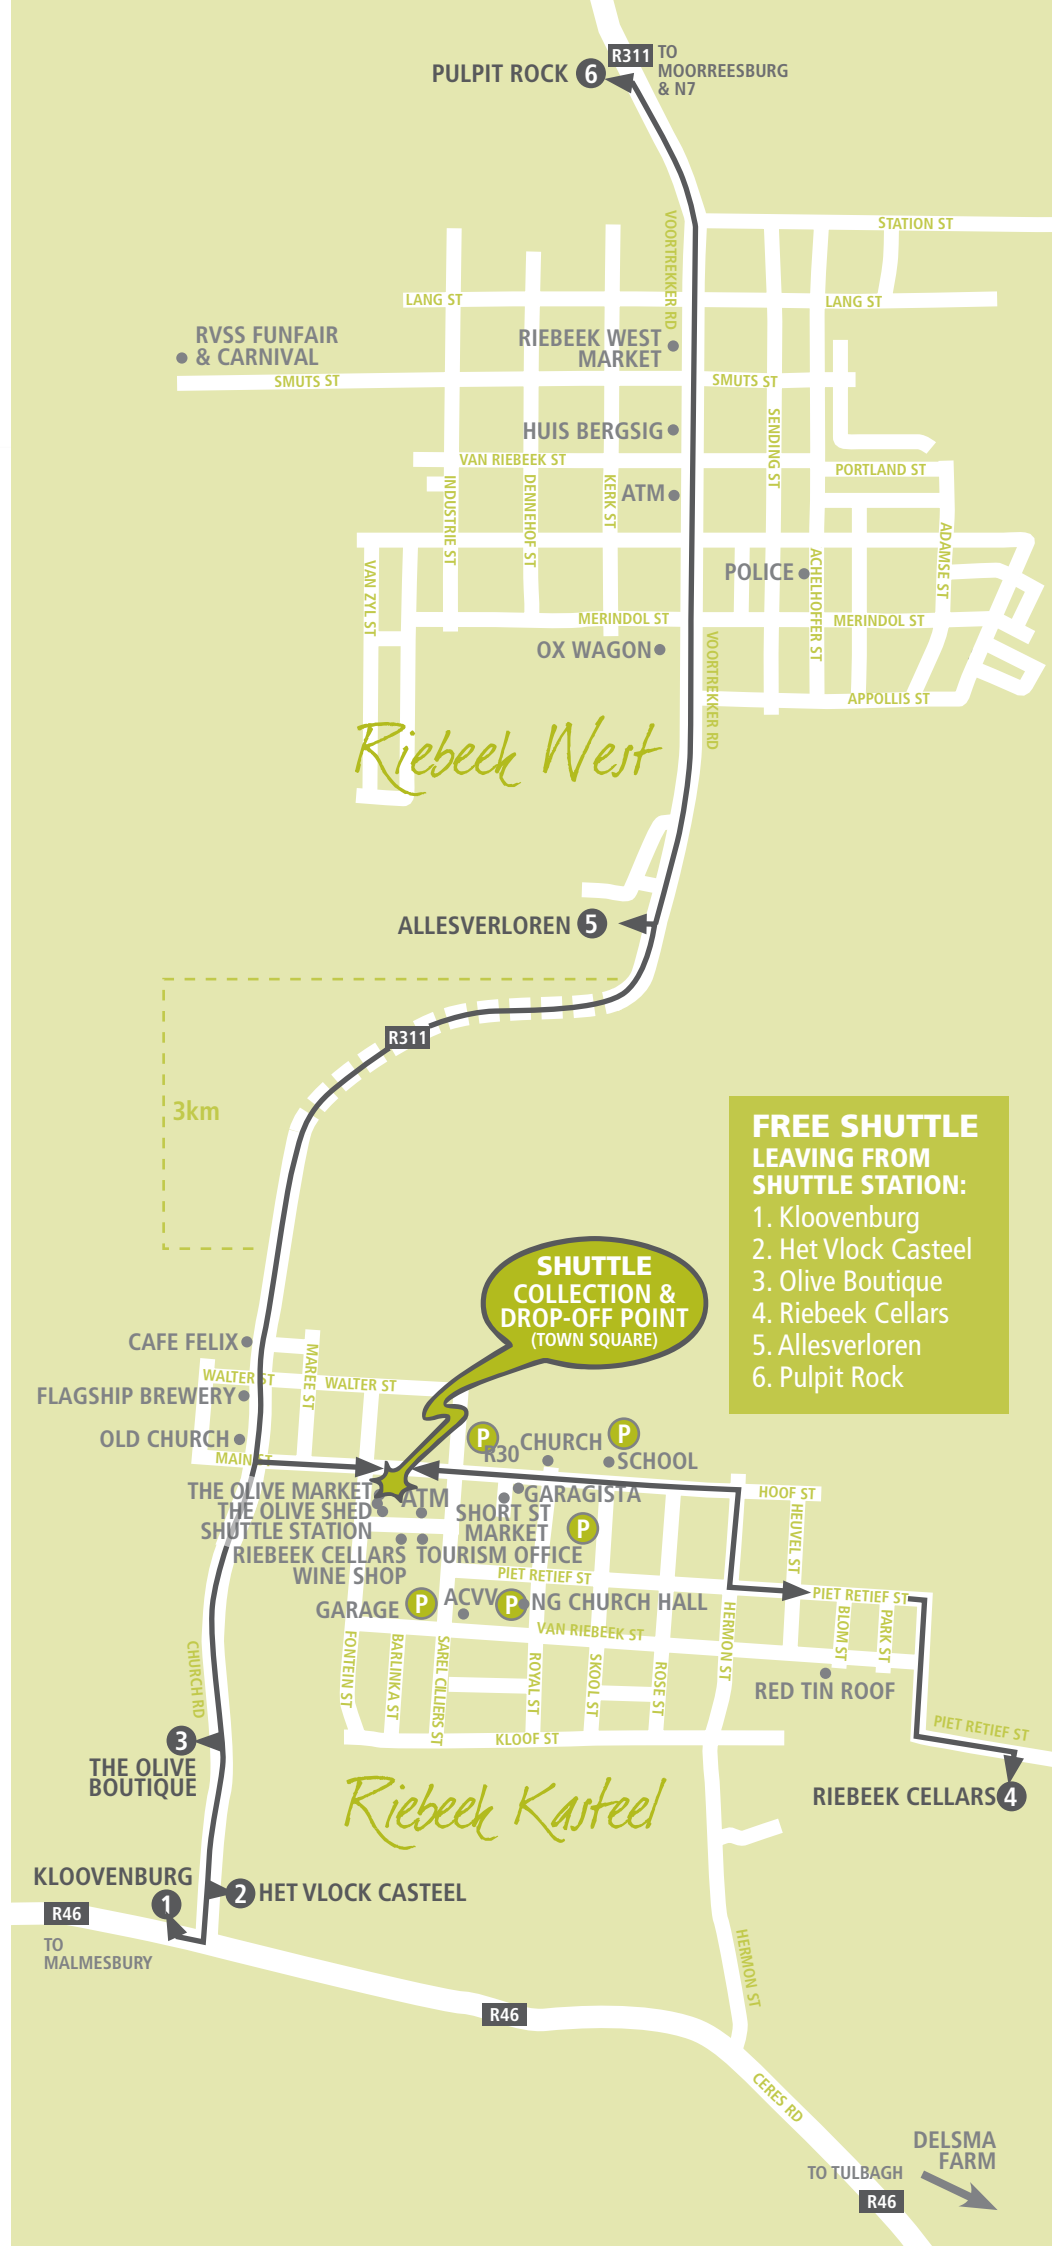 R311
TO
MOORREESBURG
& N7
PULPIT ROCK 6
STATION ST
VOORTREKKER RD
LANG ST
LANG ST
RVSS FUNFAIR
& CARNIVAL
RIEBEEK WEST
MARKET
SMUTS ST
SMUTS ST
HUIS BERGSIG
SENDING ST
VAN RIEBEEK ST
PORTLAND ST
INDUSTRIE ST
DENNEHOF ST
KERK ST
ATM
ADAMSE ST
VAN ZYL ST
POLICE
ACHELHOFFER ST
MERINDOL ST
MERINDOL ST
OX WAGON
VOORTREKKER RD
APPOLLIS ST
Riebeek West
ALLESVERLOREN 5
R311
3km
FREE SHUTTLE
LEAVING FROM
SHUTTLE STATION:
1. Kloovenburg
2. Het Vlock Casteel
3. Olive Boutique
4. Riebeek Cellars
5. Allesverloren
6. Pulpit Rock
SHUTTLE
COLLECTION &
DROP-OFF POINT
(TOWN SQUARE)
CAFE FELIX
MAREE ST
WALTER ST
WALTER ST
FLAGSHIP BREWERY
OLD CHURCH
MAIN ST
P
R30
CHURCH
P
SCHOOL
THE OLIVE MARKET
THE OLIVE SHED
SHUTTLE STATION
ATM
GARAGISTA
SHORT ST
MARKET
P
HOOF ST
HEUVEL ST
RIEBEEK CELLARS
WINE SHOP
TOURISM OFFICE
PIET RETIEF ST
PIET RETIEF ST
GARAGE
P
ACVV
P
NG CHURCH HALL
HERMON ST
BLOM ST
PARK ST
VAN RIEBEEK ST
FONTEIN ST
BARLINKA ST
SAREL CILLIERS ST
ROYAL ST
SKOOL ST
ROSE ST
CHURCH RD
RED TIN ROOF
KLOOF ST
PIET RETIEF ST
3
THE OLIVE
BOUTIQUE
RIEBEEK CELLARS 4
Riebeek Kasteel
KLOOVENBURG
1
2 HET VLOCK CASTEEL
R46
TO
MALMESBURY
HERMON ST
R46
CERES RD
DELSMA
FARM
TO TULBAGH
R46